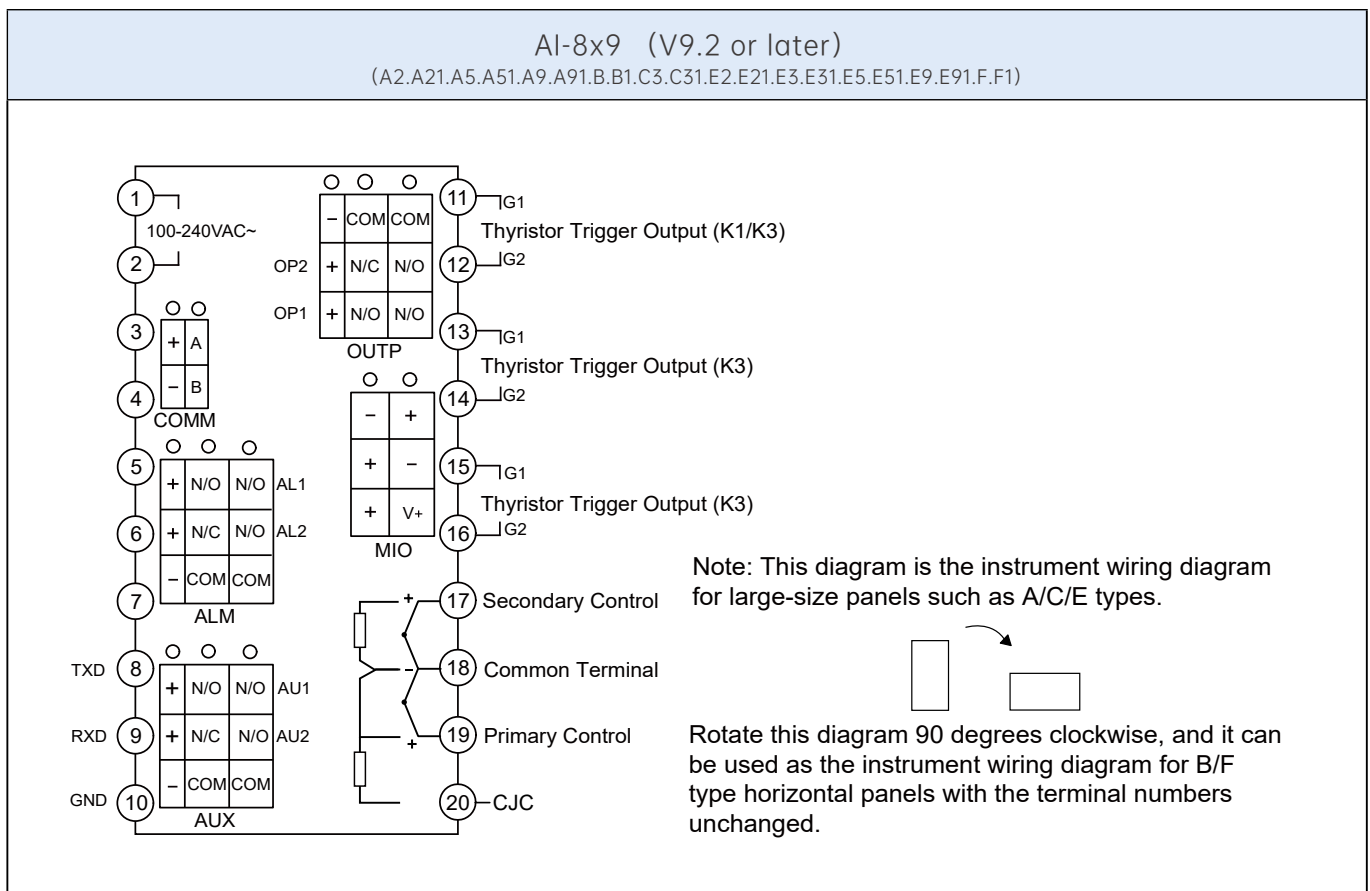 AI-8x9 (V9.2 or later)
(A2.A21.A5.A51.A9.A91.B.B1.C3.C31.E2.E21.E3.E31.E5.E51.E9.E91.F.F1)
1
100-240VAC~
2
3
+ A
4
- B
COMM
5
+ N/O N/O AL1
6
+ N/C N/O AL2
7
- COM COM
ALM
TXD 8
+ N/O N/O AU1
RXD 9
+ N/C N/O AU2
GND 10
- COM COM
AUX
- COM COM
OP2 + N/C N/O
OP1 + N/O N/O
OUTP
- +
+ -
+ V+
MIO
11 G1
Thyristor Trigger Output (K1/K3)
12 G2
13 G1
Thyristor Trigger Output (K3)
14 G2
15 G1
Thyristor Trigger Output (K3)
16 G2
+ 17 Secondary Control
- 18 Common Terminal
+ 19 Primary Control
20 CJC
Note: This diagram is the instrument wiring diagram
for large-size panels such as A/C/E types.
Rotate this diagram 90 degrees clockwise, and it can
be used as the instrument wiring diagram for B/F
type horizontal panels with the terminal numbers
unchanged.